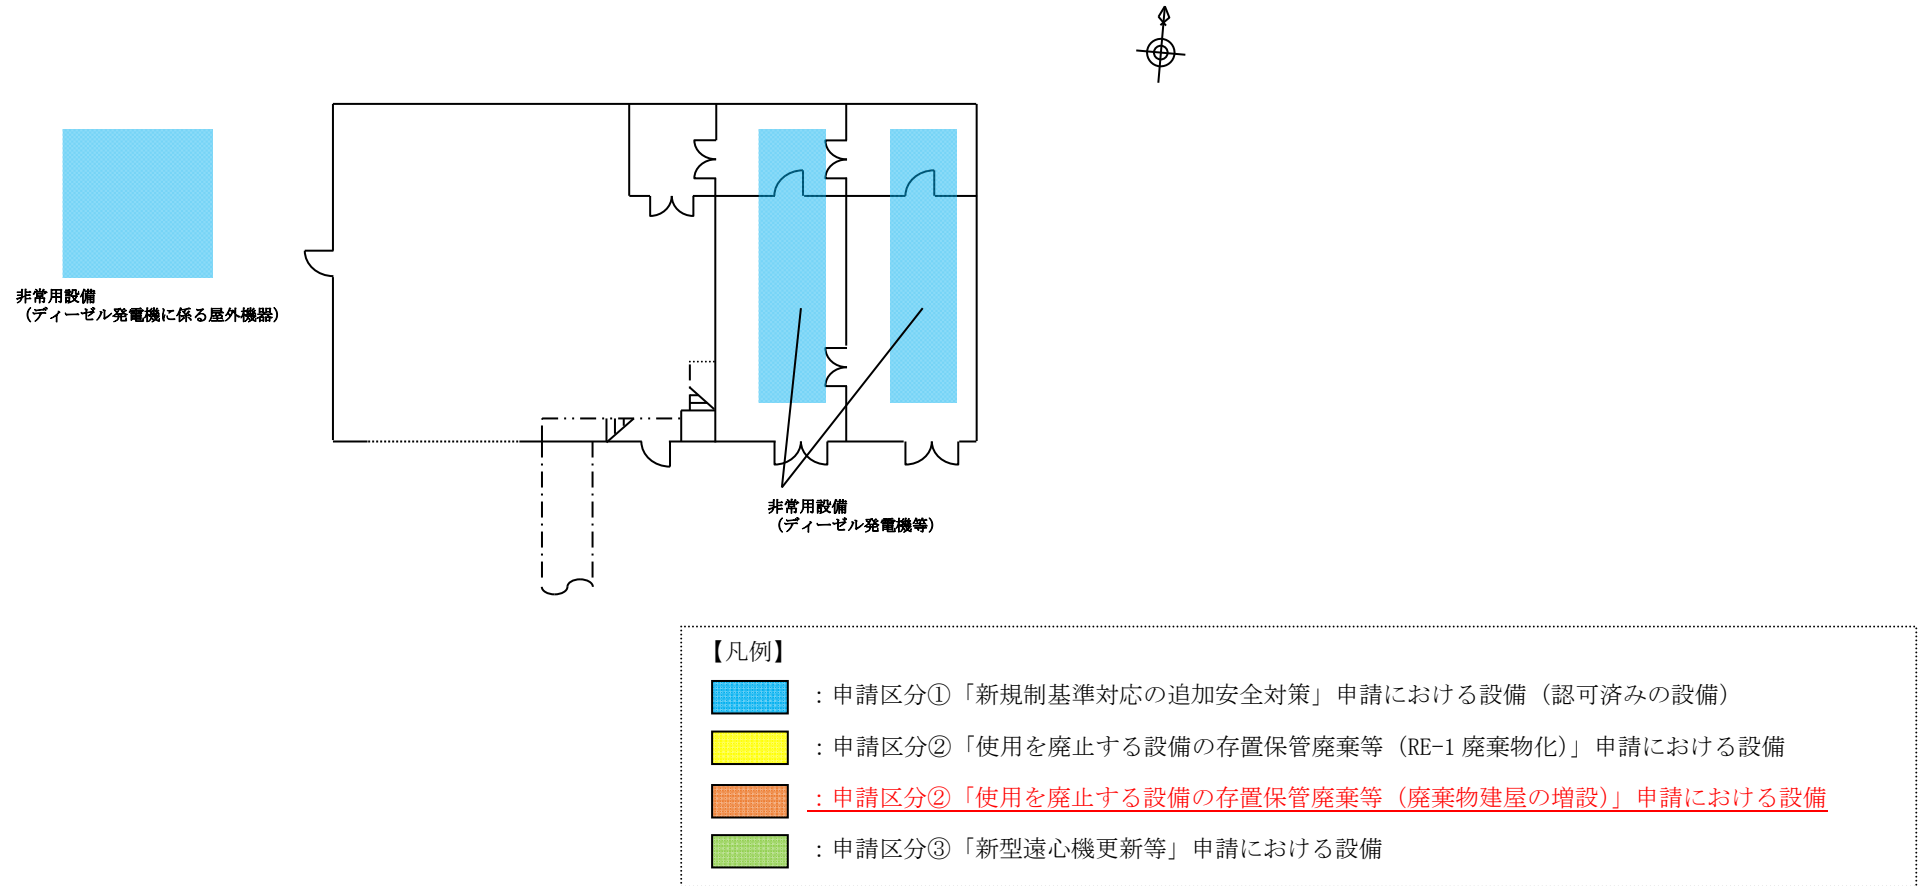 非常用設備
(ディーゼル発電機に係る屋外機器)
非常用設備
(ディーゼル発電機等)
【凡例】
:申請区分①「新規制基準対応の追加安全対策」申請における設備(認可済みの設備)
:申請区分②「使用を廃止する設備の存置保管廃棄等(RE-1 廃棄物化)」申請における設備
:申請区分②「使用を廃止する設備の存置保管廃棄等(廃棄物建屋の増設)」申請における設備
:申請区分③「新型遠心機更新等」申請における設備